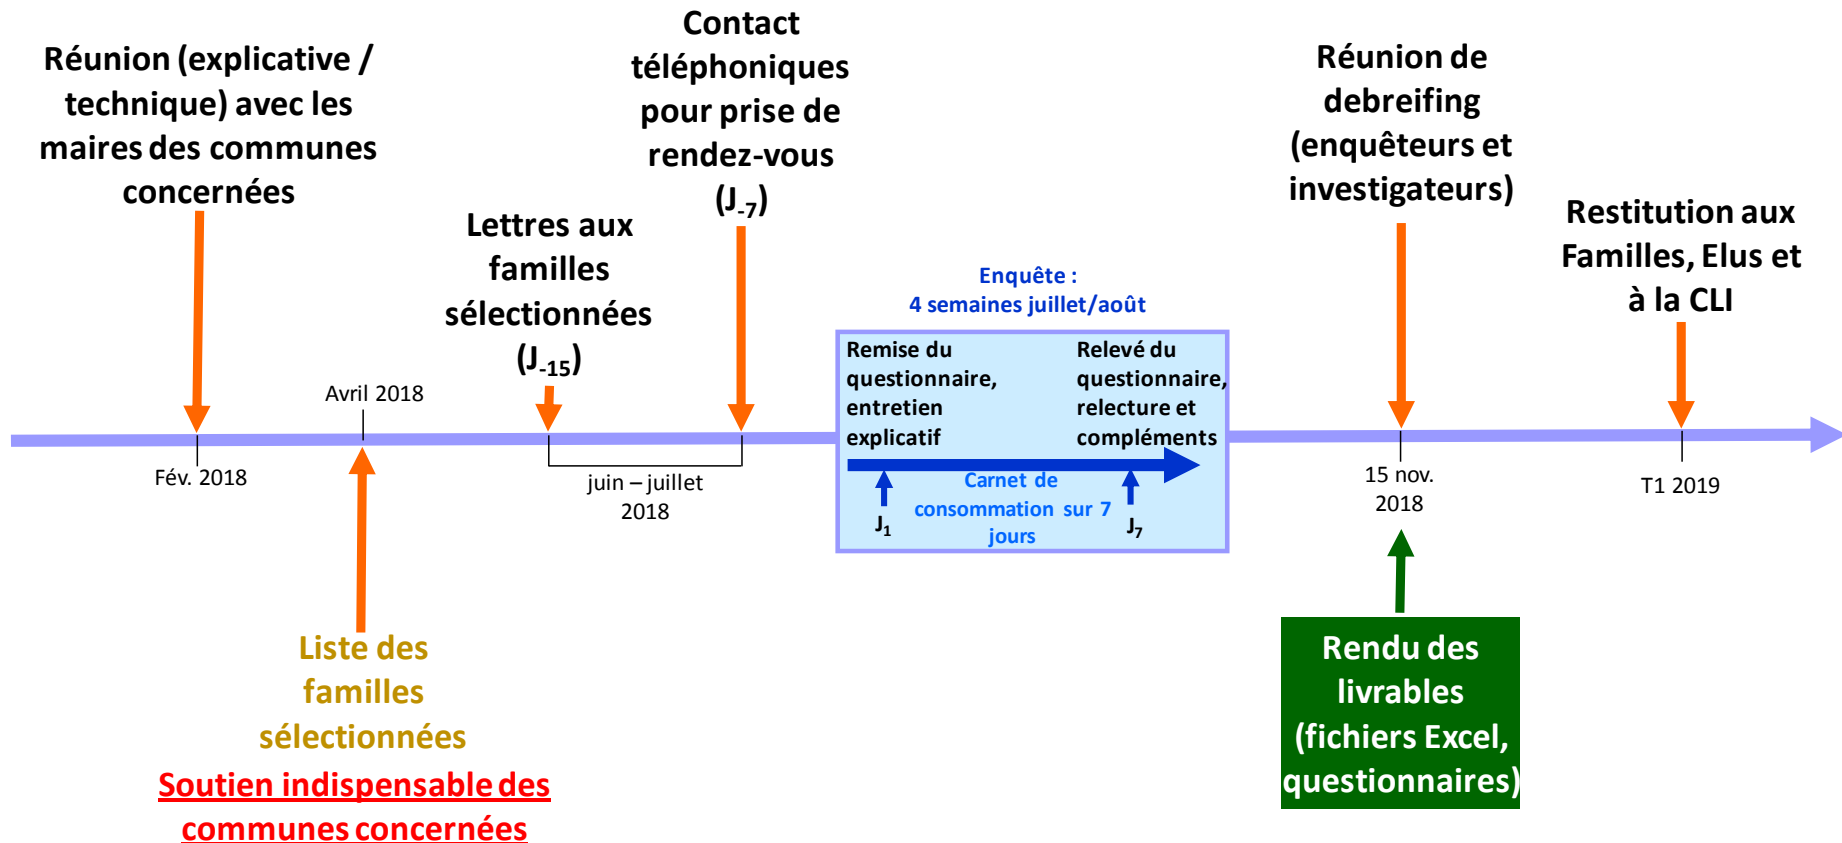 Réunion (explicative /
technique) avec les
maires des communes
concernées
Contact
téléphoniques
pour prise de
rendez-vous
(J-7)
Lettres aux
familles
sélectionnées
(J-15)
Réunion de
debreifing
(enquêteurs et
investigateurs)
Restitution aux
Familles, Elus et
à la CLI
Enquête :
4 semaines juillet/août
Remise du
questionnaire,
entretien
explicatif
Relevé du
questionnaire,
relecture et
compléments
Carnet de
consommation sur 7
jours
J1
J7
Fév. 2018
Avril 2018
juin – juillet
2018
15 nov.
2018
T1 2019
Liste des
familles
sélectionnées
Soutien indispensable des
communes concernées
Rendu des
livrables
(fichiers Excel,
questionnaires)